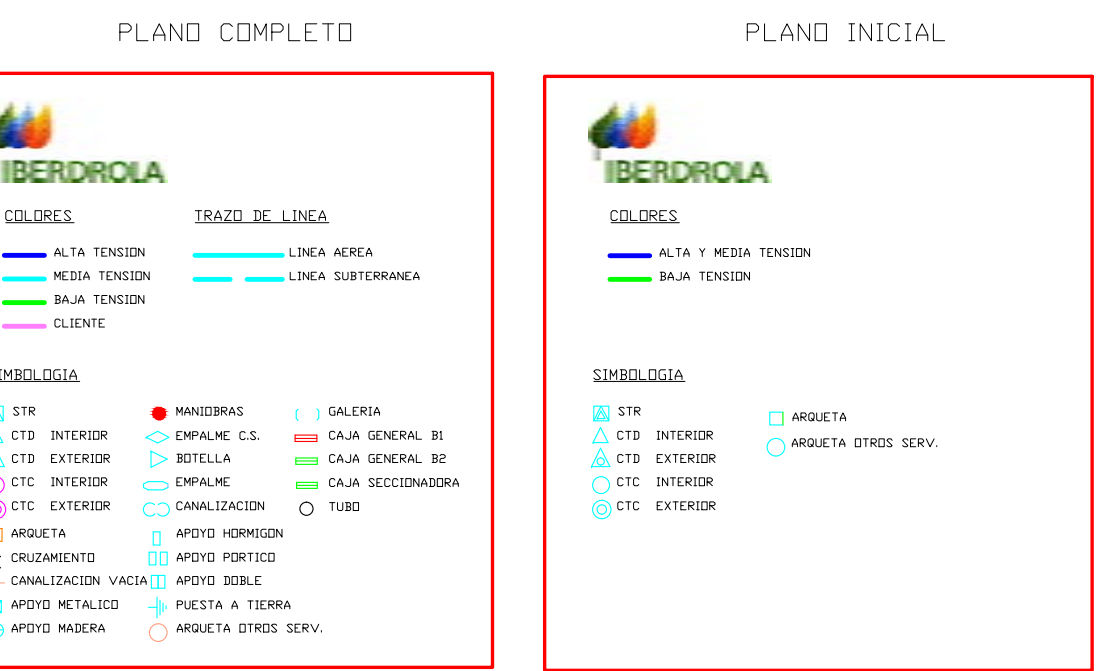 PLANO COMPLETO
IBERDROLA
COLORES
TRAZO DE LINEA
ALTA TENSION
LINEA AEREA
MEDIA TENSION
LINEA SUBTERRANEA
BAJA TENSION
CLIENTE
IMBOLOGIA
STR
MANIOBRAS
GALERIA
CTD INTERIOR
EMPALME C.S.
CAJA GENERAL B1
CTD EXTERIOR
BOTELLA
CAJA GENERAL B2
CTC INTERIOR
EMPALME
CAJA SECCIONADORA
CTC EXTERIOR
CANALIZACION
TUBO
ARQUETA
APOYO HORMIGON
CRUZAMIENTO
APOYO PORTICO
CANALIZACION VACIA
APOYO DOBLE
APOYO METALICO
PUESTA A TIERRA
APOYO MADERA
ARQUETA OTROS SERV.
PLANO INICIAL
IBERDROLA
COLORES
ALTA Y MEDIA TENSION
BAJA TENSION
SIMBOLOGIA
STR
ARQUETA
CTD INTERIOR
ARQUETA OTROS SERV.
CTD EXTERIOR
CTC INTERIOR
CTC EXTERIOR